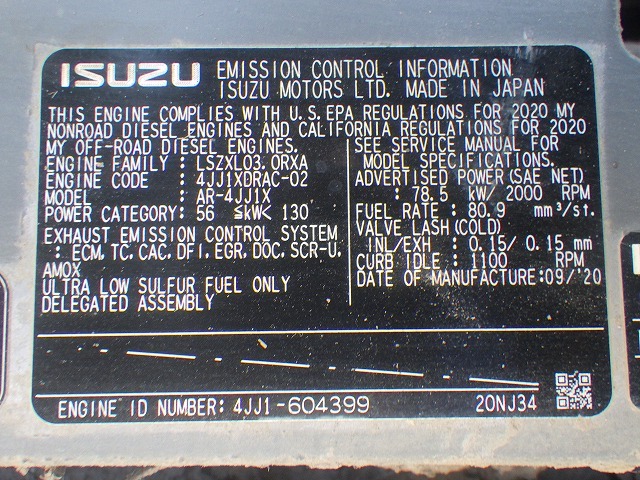 ISUZU EMISSION CONTROL INFORMATION
ISUZU MOTORS LTD. MADE IN JAPAN
THIS ENGINE COMPLIES WITH U.S.EPA REGULATIONS FOR 2020 MY
NONROAD DIESEL ENGINES AND CALIFORNIA REGULATIONS FOR 2020
MY OFF-ROAD DIESEL ENGINES.
ENGINE FAMILY : LSZXL03.0RXA
ENGINE CODE : 4JJ1XDRAC-02
MODEL : AR-4JJ1X
POWER CATEGORY: 56 ≦kW< 130
EXHAUST EMISSION CONTROL SYSTEM
: ECM,TC,CAC,DFI,EGR,DOC,SCR-U,
AMOX
ULTRA LOW SULFUR FUEL ONLY
DELEGATED ASSEMBLY
SEE SERVICE MANUAL FOR
MODEL SPECIFICATIONS.
ADVERTISED POWER(SAE NET)
: 78.5 kW/ 2000 RPM
FUEL RATE : 80.9 mm³/st.
VALVE LASH(COLD)
IN/EXH : 0.15/ 0.15 mm
CURB IDLE : 1100 RPM
DATE OF MANUFACTURE:09/'20
ENGINE ID NUMBER: 4JJ1-604399
20NJ34